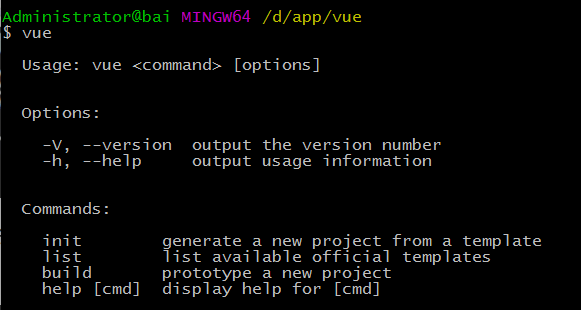 Administrator@bai MINGW64 /d/app/vue
$ vue
Usage: vue <command> [options]
Options:
-V, --version  output the version number
-h, --help     output usage information
Commands:
init        generate a new project from a template
list        list available official templates
build       prototype a new project
help [cmd]  display help for [cmd]